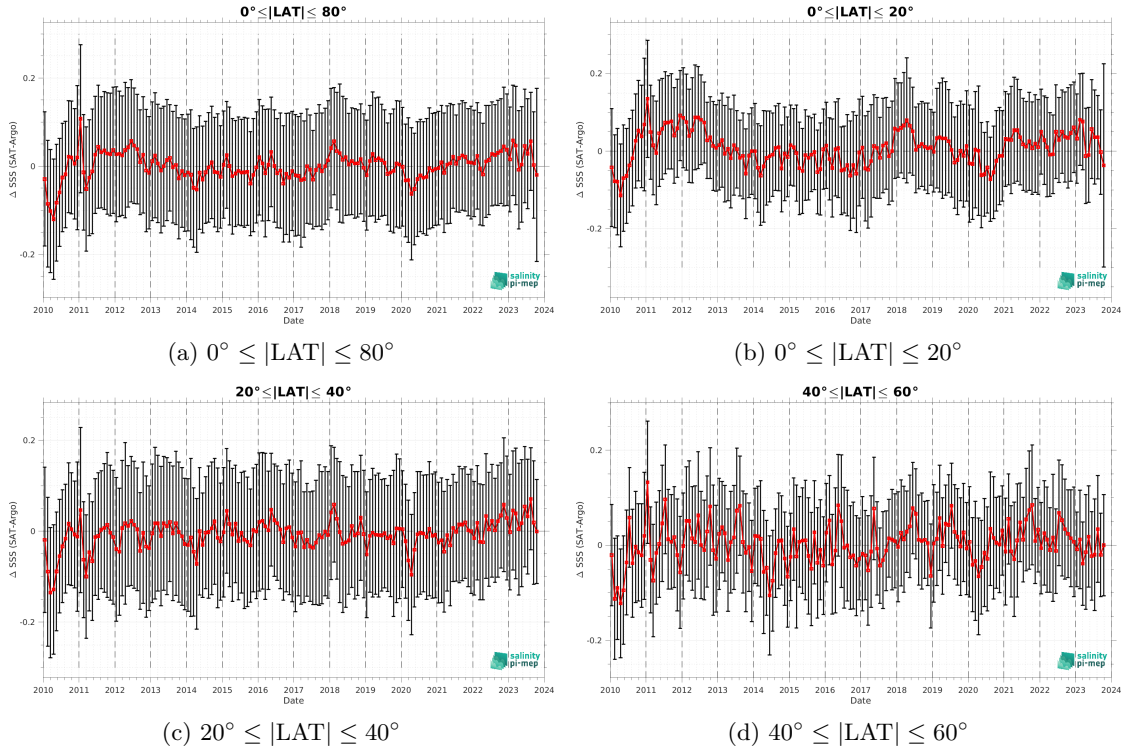 0°≤|LAT|≤ 80°
Δ SSS (SAT-Argo)
0.2
0
-0.2
2010 2011 2012 2013 2014 2015 2016 2017 2018 2019 2020 2021 2022 2023 2024
Date
salinity
pi-mep
(a) 0° ≤ |LAT| ≤ 80°
0°≤|LAT|≤ 20°
Δ SSS (SAT-Argo)
0.2
0
-0.2
2010 2011 2012 2013 2014 2015 2016 2017 2018 2019 2020 2021 2022 2023 2024
Date
salinity
pi-mep
(b) 0° ≤ |LAT| ≤ 20°
20°≤|LAT|≤ 40°
Δ SSS (SAT-Argo)
0.2
0
-0.2
2010 2011 2012 2013 2014 2015 2016 2017 2018 2019 2020 2021 2022 2023 2024
Date
salinity
pi-mep
(c) 20° ≤ |LAT| ≤ 40°
40°≤|LAT|≤ 60°
Δ SSS (SAT-Argo)
0.2
0
-0.2
2010 2011 2012 2013 2014 2015 2016 2017 2018 2019 2020 2021 2022 2023 2024
Date
salinity
pi-mep
(d) 40° ≤ |LAT| ≤ 60°